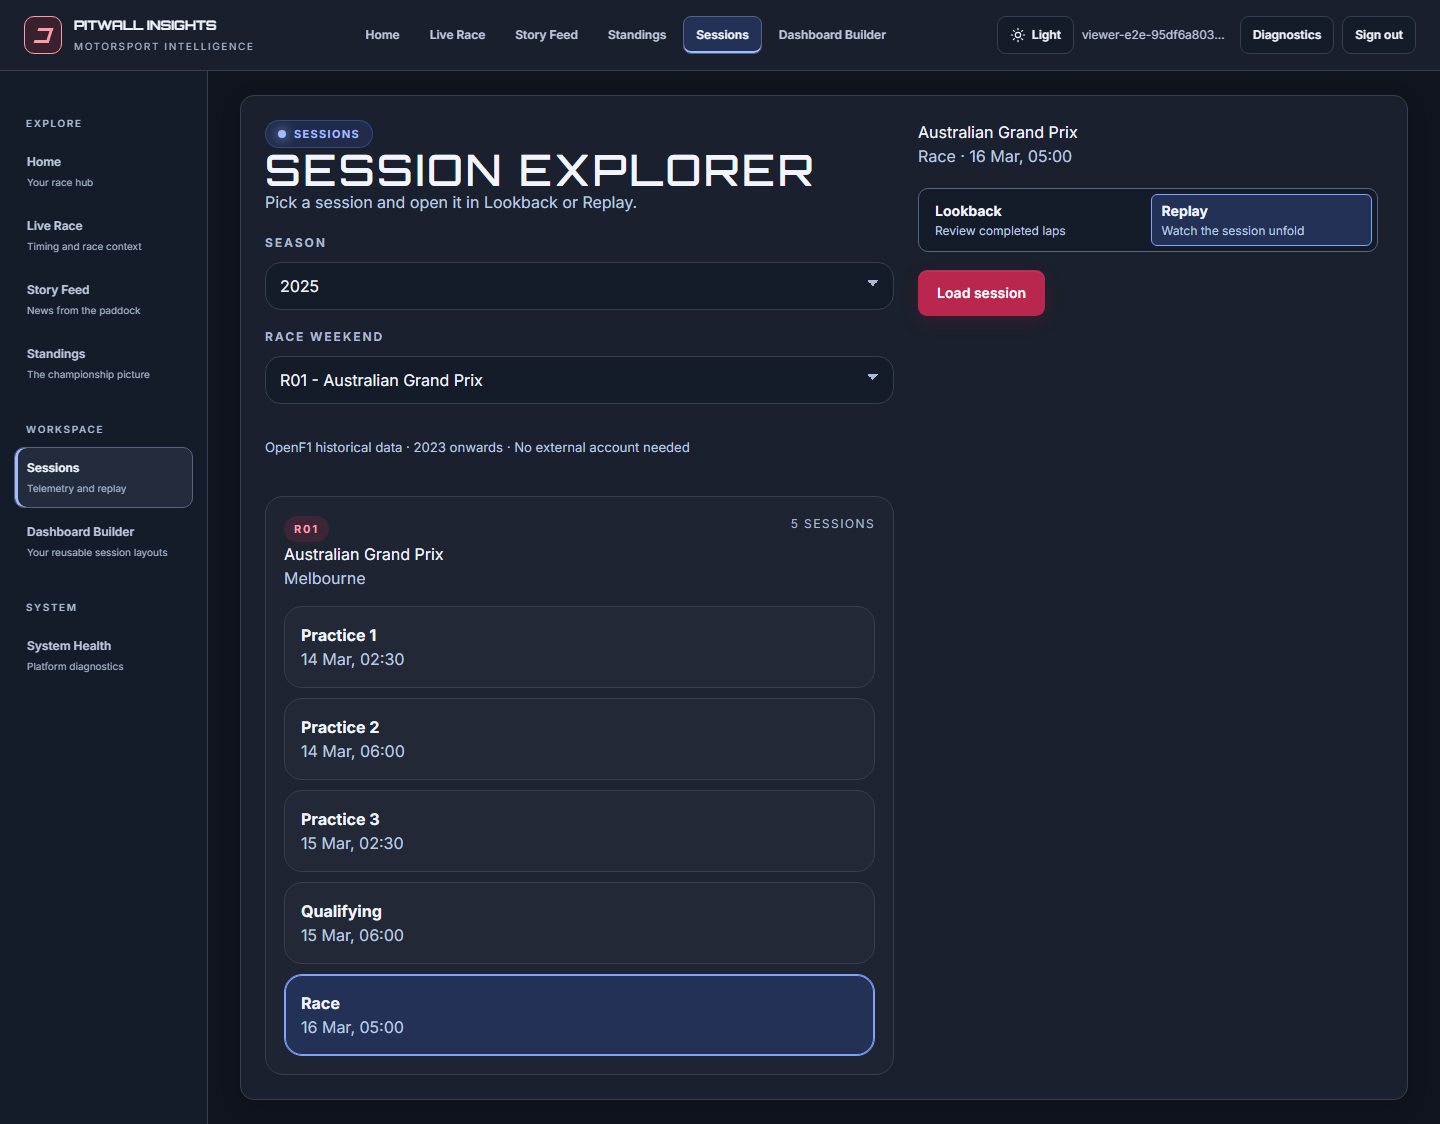 PITWALL INSIGHTS
MOTORSPORT INTELLIGENCE
Home
Live Race
Story Feed
Standings
Sessions
Dashboard Builder
Light
viewer-e2e-95df6a803...
Diagnostics
Sign out
EXPLORE
Home
Your race hub
Live Race
Timing and race context
Story Feed
News from the paddock
Standings
The championship picture
WORKSPACE
Sessions
Telemetry and replay
Dashboard Builder
Your reusable session layouts
SYSTEM
System Health
Platform diagnostics
SESSIONS
SESSION EXPLORER
Pick a session and open it in Lookback or Replay.
SEASON
2025
RACE WEEKEND
R01 - Australian Grand Prix
OpenF1 historical data · 2023 onwards · No external account needed
R01
5 SESSIONS
Australian Grand Prix
Melbourne
Practice 1
14 Mar, 02:30
Practice 2
14 Mar, 06:00
Practice 3
15 Mar, 02:30
Qualifying
15 Mar, 06:00
Race
16 Mar, 05:00
Australian Grand Prix
Race · 16 Mar, 05:00
Lookback
Review completed laps
Replay
Watch the session unfold
Load session